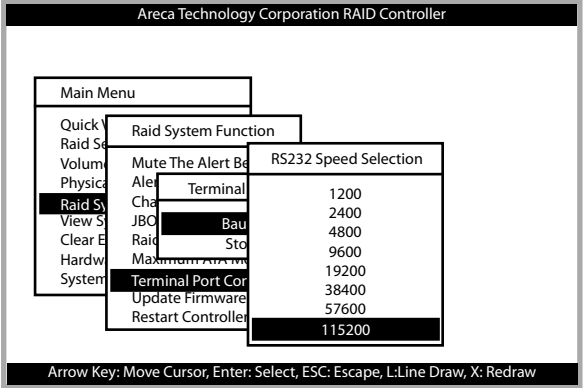 Areca Technology Corporation RAID Controller
Main Menu
Quick
Raid
Volum
Physica
Raid Sy
View S
Clear E
Hardw
System
Raid System Function
Mute The Alert Be
Aler
Cha
JBO
Raid
Maximum ATA M
Terminal Port Con
Update Firmware
Restart Controller
Terminal
Bau
Sto
RS232 Speed Selection
1200
2400
4800
9600
19200
38400
57600
115200
Arrow Key: Move Cursor, Enter: Select, ESC: Escape, L:Line Draw, X: Redraw